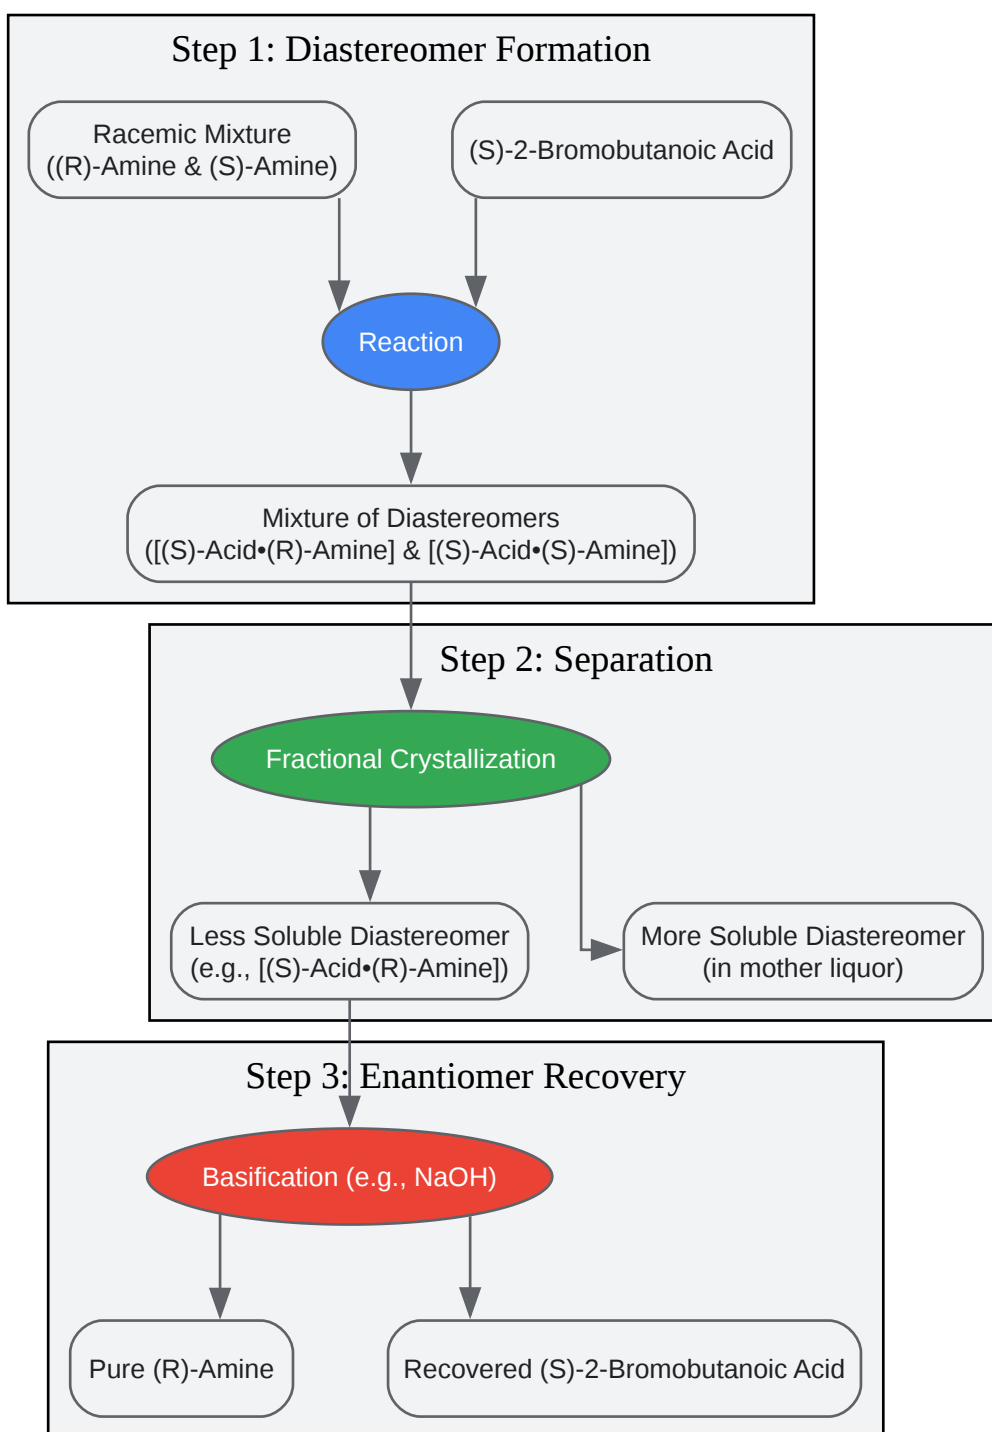 Step 1: Diastereomer Formation
Racemic Mixture
((R)-Amine & (S)-Amine)
(S)-2-Bromobutanoic Acid
Reaction
Mixture of Diastereomers
([(S)-Acid•(R)-Amine] & [(S)-Acid•(S)-Amine])
Step 2: Separation
Fractional Crystallization
Less Soluble Diastereomer
(e.g., [(S)-Acid•(R)-Amine])
More Soluble Diastereomer
(in mother liquor)
Step 3: Enantiomer Recovery
Basification (e.g., NaOH)
Pure (R)-Amine
Recovered (S)-2-Bromobutanoic Acid